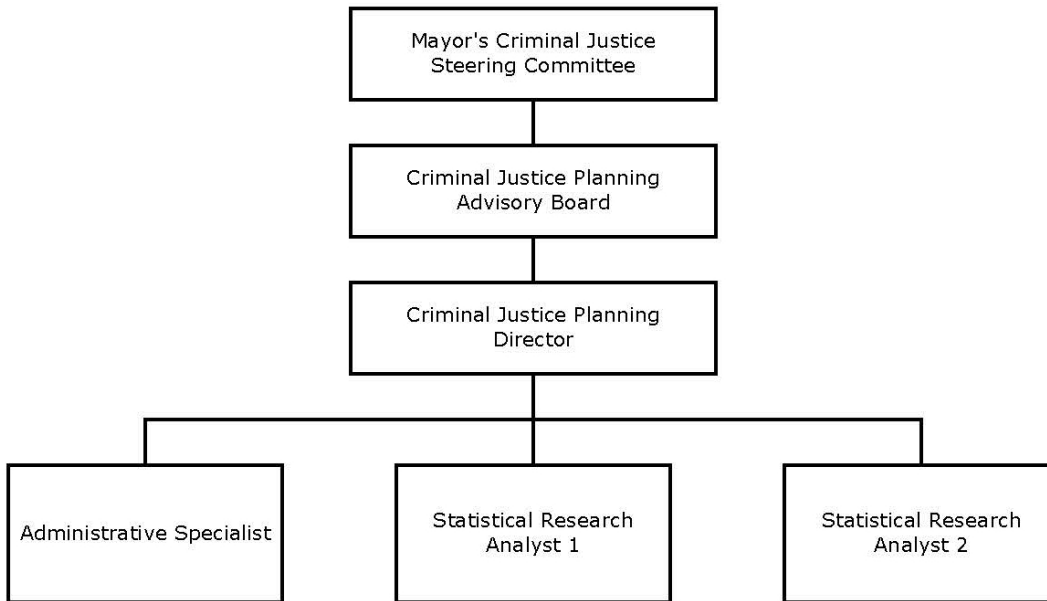 Mayor's Criminal Justice
Steering Committee
Criminal Justice Planning
Advisory Board
Criminal Justice Planning
Director
Administrative Specialist
Statistical Research
Analyst 1
Statistical Research
Analyst 2